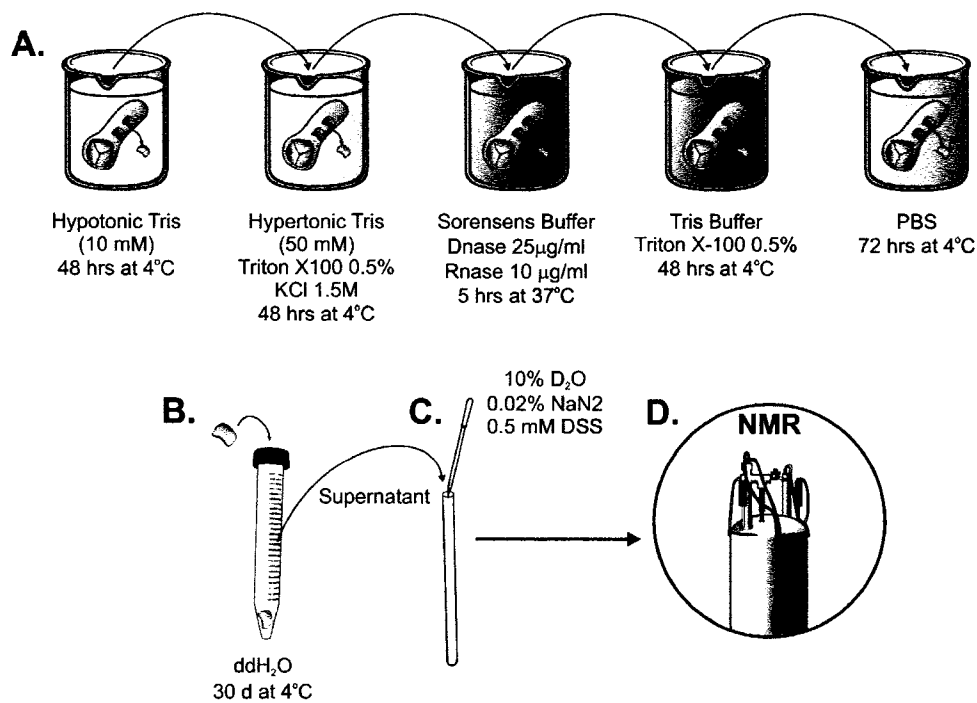 A.
Hypotonic Tris
(10 mM)
48 hrs at 4°C
Hypertonic Tris
(50 mM)
Triton X100 0.5%
KCl 1.5M
48 hrs at 4°C
Sorensens Buffer
Dnase 25µg/ml
Rnase 10 µg/ml
5 hrs at 37°C
Tris Buffer
Triton X-100 0.5%
48 hrs at 4°C
PBS
72 hrs at 4°C
B.
ddH₂O
30 d at 4°C
Supernatant
C.
10% D₂O
0.02% NaN2
0.5 mM DSS
D.
NMR